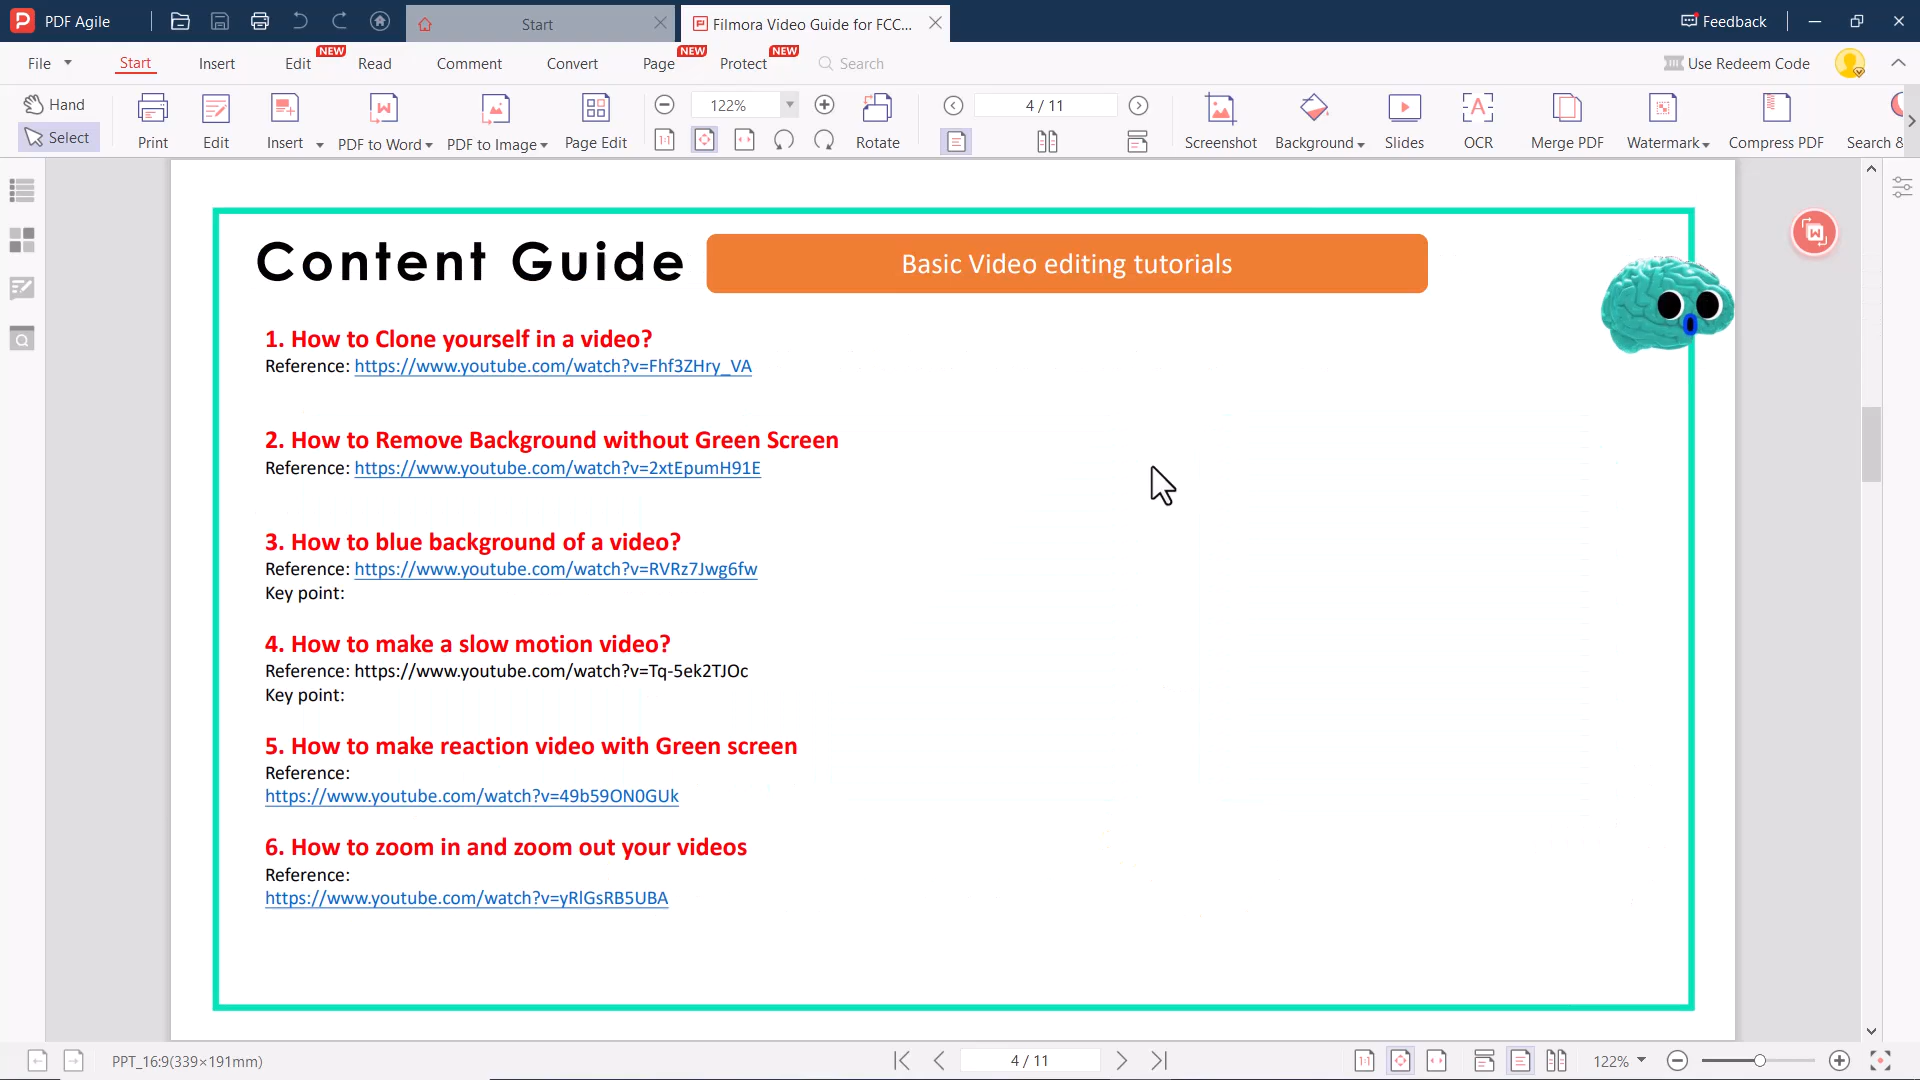 PDF Agile
Start
Filmora Video Guide for FCC...
Feedback
File
Start
Insert
Edit
NEW
Read
Comment
Convert
Page
NEW
Protect
NEW
Search
Use Redeem Code
Hand
Select
Print
Edit
Insert
PDF to Word
PDF to Image
Page Edit
122%
1:1
Rotate
4 / 11
Screenshot
Background
Slides
OCR
Merge PDF
Watermark
Compress PDF
Search &
Content Guide
Basic Video editing tutorials
1. How to Clone yourself in a video?
Reference: https://www.youtube.com/watch?v=Fhf3ZHry_VA
2. How to Remove Background without Green Screen
Reference: https://www.youtube.com/watch?v=2xtEpumH91E
3. How to blue background of a video?
Reference: https://www.youtube.com/watch?v=RVRz7Jwg6fw
Key point:
4. How to make a slow motion video?
Reference: https://www.youtube.com/watch?v=Tq-5ek2TJOc
Key point:
5. How to make reaction video with Green screen
Reference:
https://www.youtube.com/watch?v=49b59ON0GUk
6. How to zoom in and zoom out your videos
Reference:
https://www.youtube.com/watch?v=yRlGsRB5UBA
PPT_16:9(339×191mm)
4 / 11
1:1
122%